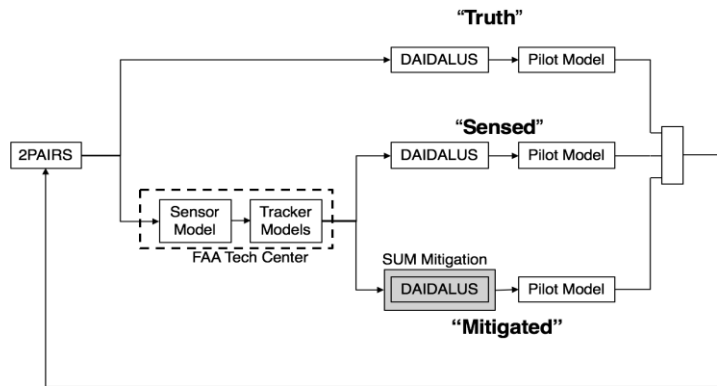 “Truth”
DAIDALUS
Pilot Model
“Sensed”
2PAIRS
DAIDALUS
Pilot Model
Sensor
Model
Tracker
Models
FAA Tech Center
SUM Mitigation
DAIDALUS
Pilot Model
“Mitigated”